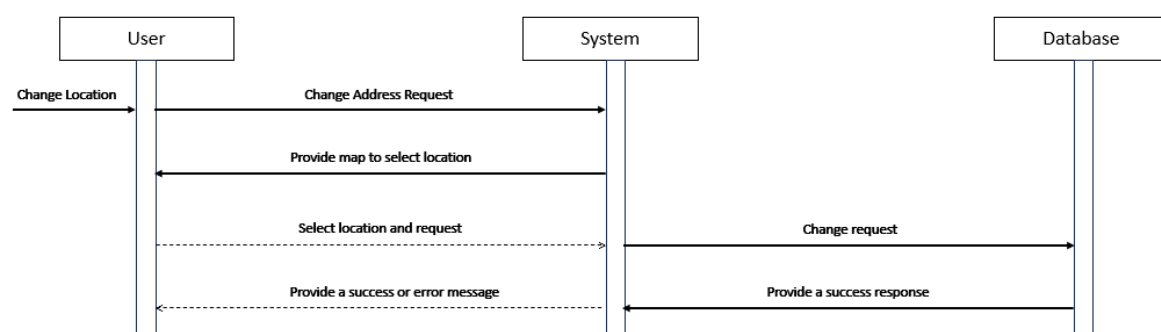 User
System
Database
Change Location
Change Address Request
Provide map to select location
Select location and request
Change request
Provide a success or error message
Provide a success response